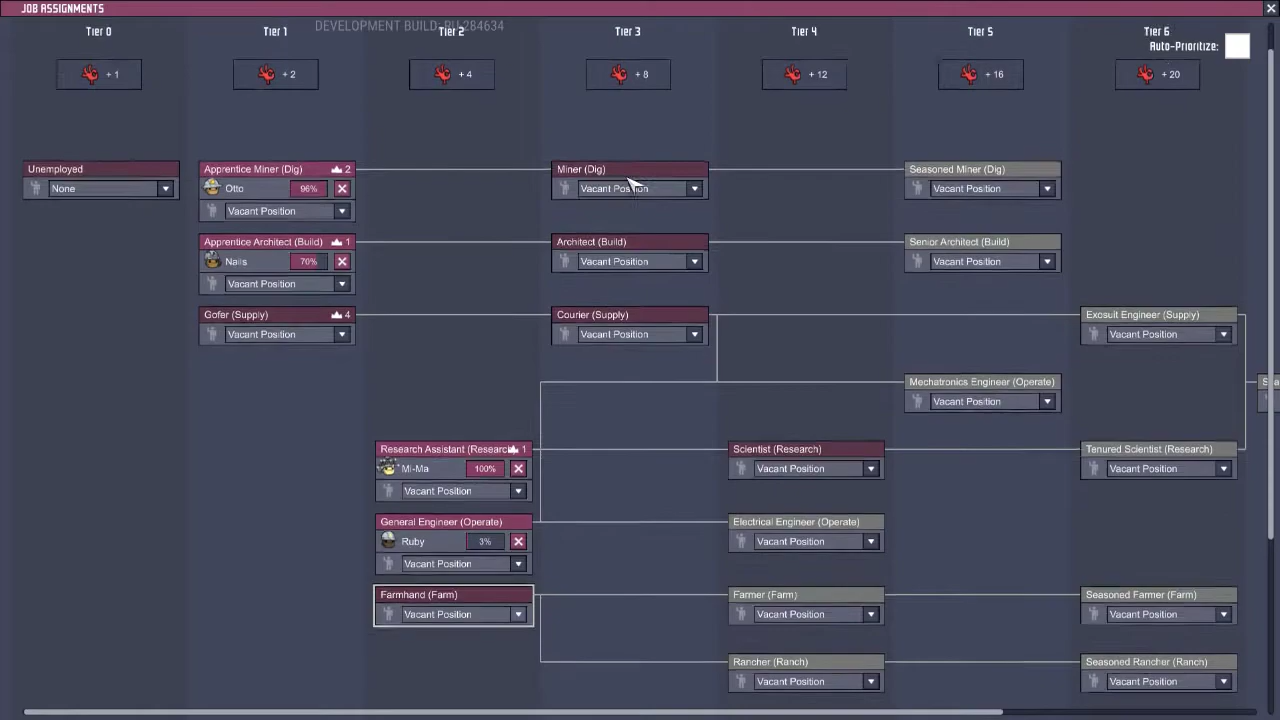 JOB ASSIGNMENTS
DEVELOPMENT BUILD: RU-284634
Tier 0
Tier 1
Tier 2
Tier 3
Tier 4
Tier 5
Tier 6
Auto-Prioritize:
+ 1
+ 2
+ 4
+ 8
+ 12
+ 16
+ 20
Unemployed
None
Apprentice Miner (Dig) 2
Otto 96%
Vacant Position
Miner (Dig)
Vacant Position
Seasoned Miner (Dig)
Vacant Position
Apprentice Architect (Build) 1
Nails 70%
Vacant Position
Architect (Build)
Vacant Position
Senior Architect (Build)
Vacant Position
Gofer (Supply) 4
Vacant Position
Courier (Supply)
Vacant Position
Exosuit Engineer (Supply)
Vacant Position
Mechatronics Engineer (Operate)
Vacant Position
Research Assistant (Research 1
Mi-Ma 100%
Vacant Position
Scientist (Research)
Vacant Position
Tenured Scientist (Research)
Vacant Position
General Engineer (Operate)
Ruby 3%
Vacant Position
Electrical Engineer (Operate)
Vacant Position
Farmhand (Farm)
Vacant Position
Farmer (Farm)
Vacant Position
Seasoned Farmer (Farm)
Vacant Position
Rancher (Ranch)
Vacant Position
Seasoned Rancher (Ranch)
Vacant Position